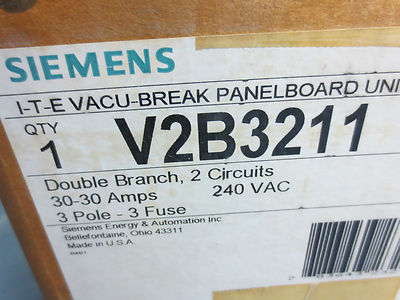 SIEMENS
I-T-E VACU-BREAK PANELBOARD UNI
QTY
1 V2B3211
Double Branch, 2 Circuits
30-30 Amps 240 VAC
3 Pole - 3 Fuse
Siemens Energy & Automation Inc.
Bellefontaine, Ohio 43311
Made in U.S.A.